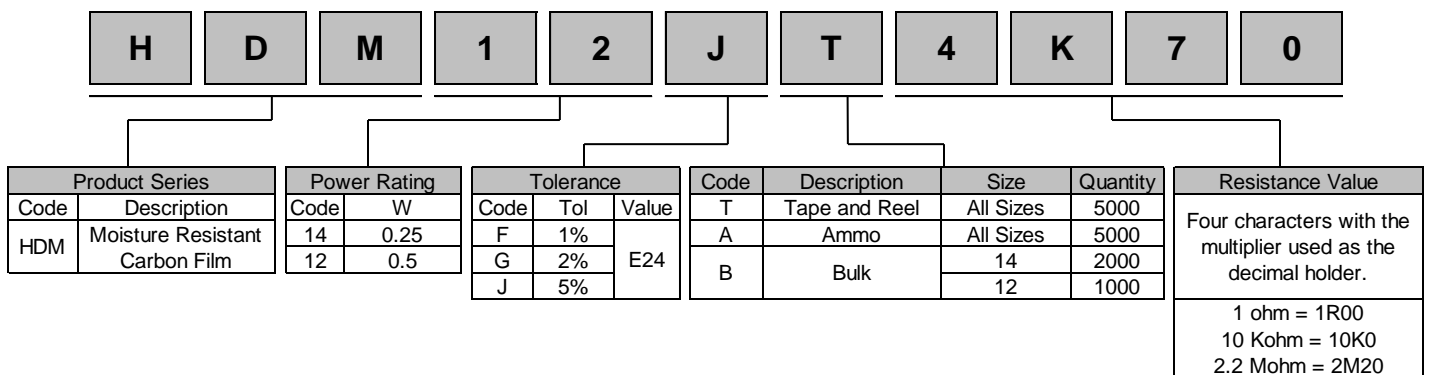 H D M 1 2 J T 4 K 7 0
Product Series
Code Description
HDM Moisture Resistant Carbon Film
Power Rating
Code W
14 0.25
12 0.5
Tolerance
Code Tol Value
F 1% E24
G 2%
J 5%
Code Description Size Quantity
T Tape and Reel All Sizes 5000
A Ammo All Sizes 5000
B Bulk 14 2000
12 1000
Resistance Value
Four characters with the
multiplier used as the
decimal holder.
1 ohm = 1R00
10 Kohm = 10K0
2.2 Mohm = 2M20